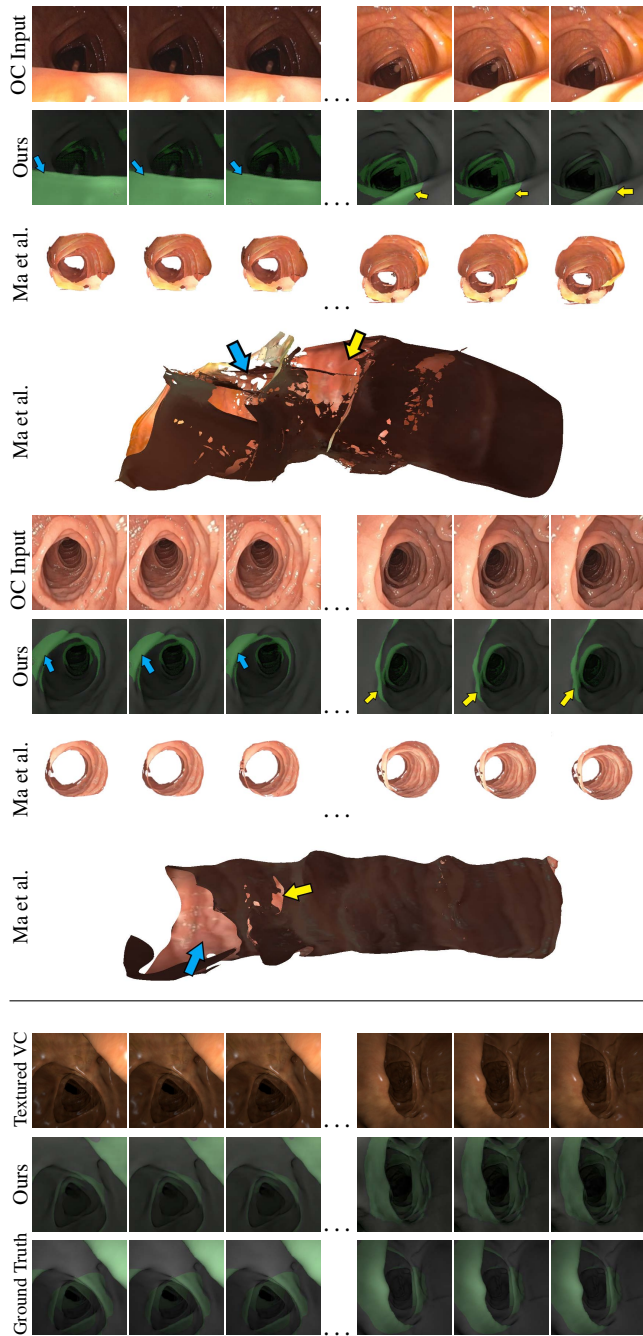 OC Input
. . .
Ours
. . .
Ma et al.
. . .
Ma et al.
OC Input
. . .
Ours
. . .
Ma et al.
. . .
Ma et al.
Textured VC
. . .
Ours
. . .
Ground Truth
. . .